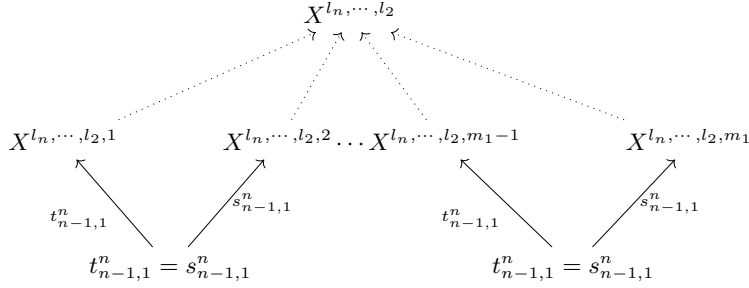 $X^{l_n,\cdots,l_2}$
$X^{l_n,\cdots,l_2,1}$ $X^{l_n,\cdots,l_2,2}$ $\cdots$ $X^{l_n,\cdots,l_2,m_1-1}$ $X^{l_n,\cdots,l_2,m_1}$
$t^n_{n-1,1}$ $s^n_{n-1,1}$ $t^n_{n-1,1}$ $s^n_{n-1,1}$
$t^n_{n-1,1} = s^n_{n-1,1}$ $t^n_{n-1,1} = s^n_{n-1,1}$